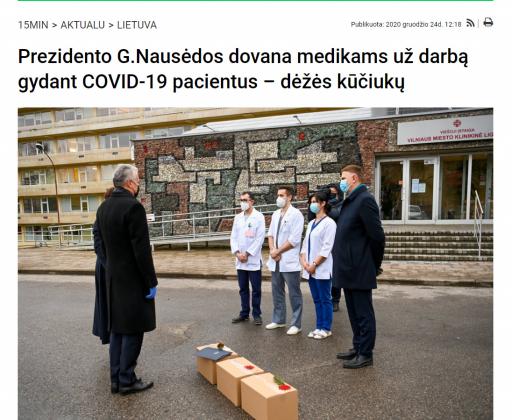 15MIN > AKTUALU > LIETUVA
Publikuota: 2020 gruodžio 24d. 12:18
Prezidento G.Nausėdos dovana medikams už darbą
gydant COVID-19 pacientus – dėžės kūčiukų
VIEŠOJI ĮSTAIGA
VILNIAUS MIESTO KLINIKINĖ LIG